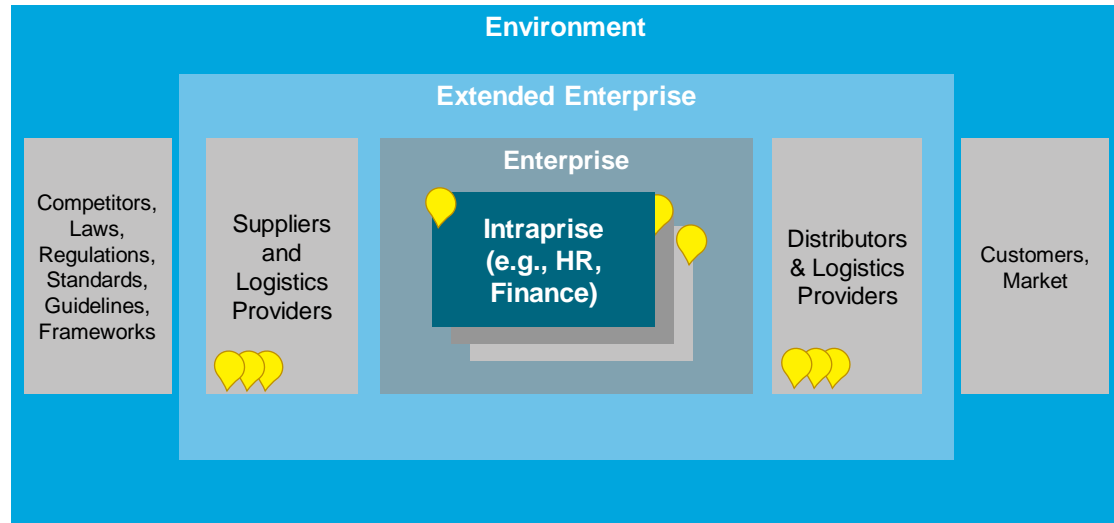 Environment
Extended Enterprise
Enterprise
Competitors,
Laws,
Regulations,
Standards,
Guidelines,
Frameworks
Suppliers
and
Logistics
Providers
Intraprise
(e.g., HR,
Finance)
Distributors
& Logistics
Providers
Customers,
Market